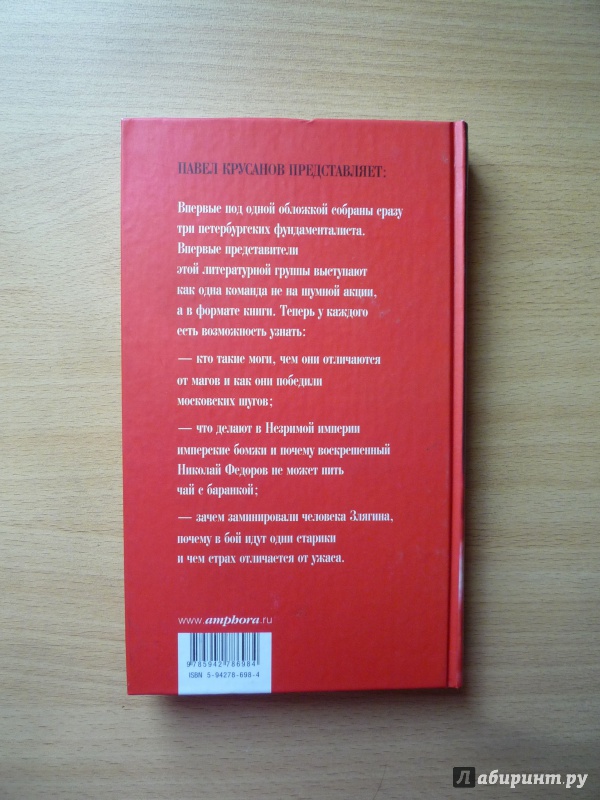 ПАВЕЛ КРУСАНОВ ПРЕДСТАВЛЯЕТ:
Впервые под одной обложкой собраны сразу
три петербургских фундаменталиста.
Впервые представители
этой литературной группы выступают
как одна команда не на шумной акции,
а в формате книги. Теперь у каждого
есть возможность узнать:
— кто такие моги, чем они отличаются
от магов и как они победили
московских шугов;
— что делают в Незримой империи
имперские бомжи и почему воскрешенный
Николай Федоров не может пить
чай с баранкой;
— зачем заминировали человека Злягина,
почему в бой идут одни старики
и чем страх отличается от ужаса.
www.amphora.ru
9 785942 786984
ISBN 5-94278-698-4
Лабиринт.ру